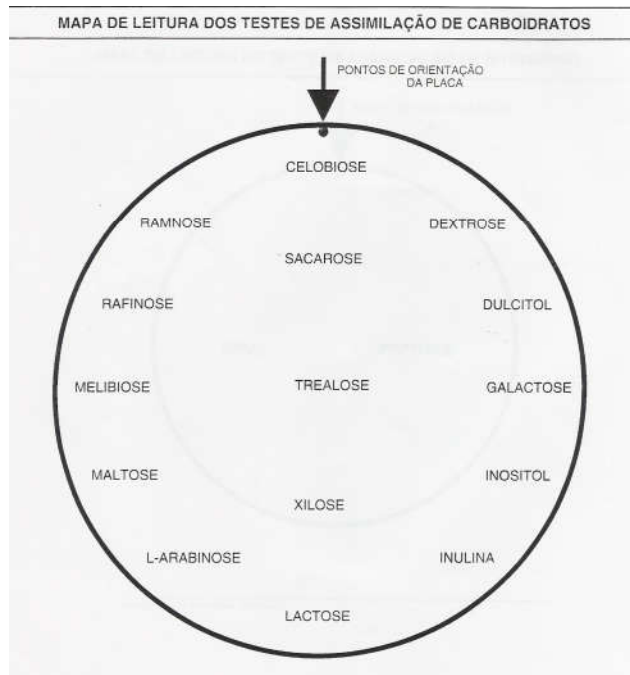 MAPA DE LEITURA DOS TESTES DE ASSIMILAÇÃO DE CARBOIDRATOS
PONTOS DE ORIENTAÇÃO
DA PLACA
CELOBIOSE
RAMNOSE
DEXTROSE
SACAROSE
RAFINOSE
DULCITOL
MELIBIOSE
TREALOSE
GALACTOSE
MALTOSE
INOSITOL
XILOSE
L-ARABINOSE
INULINA
LACTOSE